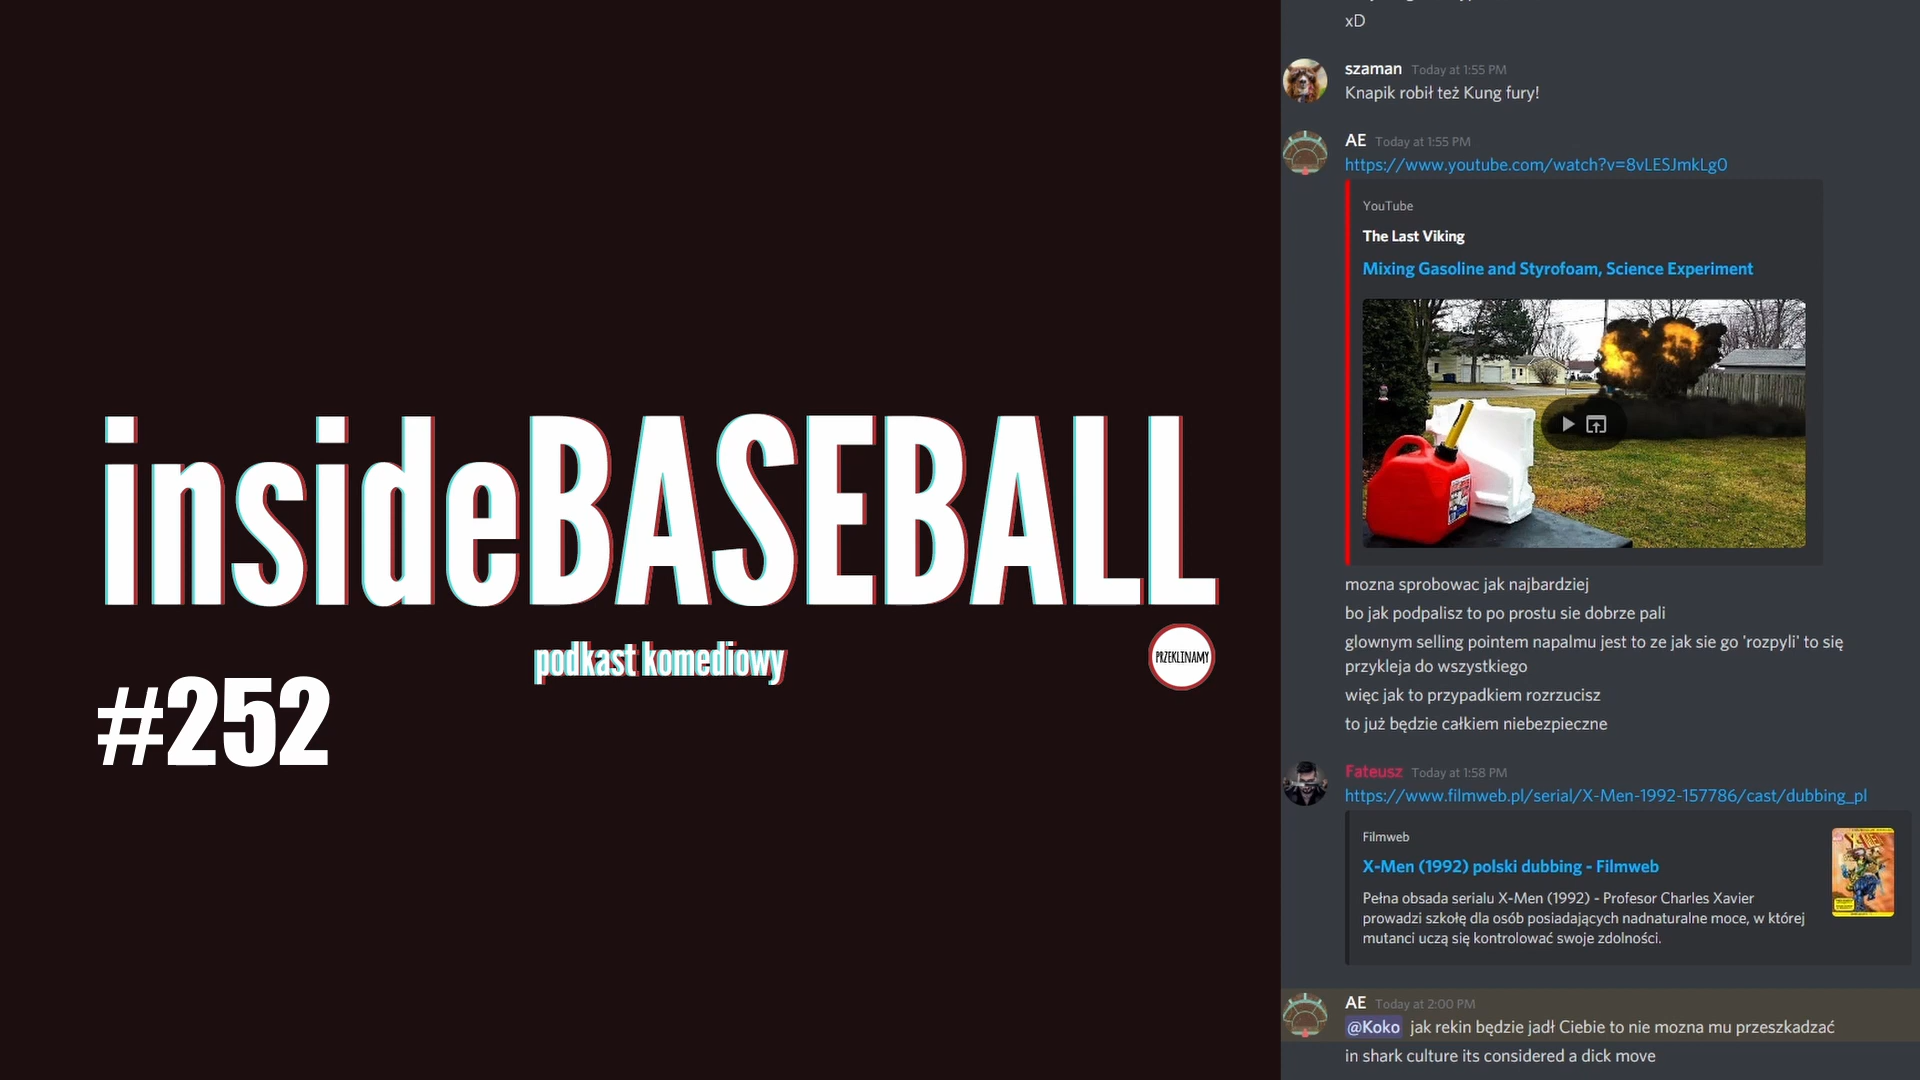 insideBASEBALL
podkast komediowy
PRZEKLINAMY
#252
xD
szaman Today at 1:55 PM
Knapik robił też Kung fury!
AE Today at 1:55 PM
https://www.youtube.com/watch?v=8vLESJmkLg0
YouTube
The Last Viking
Mixing Gasoline and Styrofoam, Science Experiment
mozna sprobowac jak najbardziej
bo jak podpalisz to po prostu sie dobrze pali
glownym selling pointem napalmu jest to ze jak sie go 'rozpyli' to się
przykleja do wszystkiego
więc jak to przypadkiem rozrzucisz
to już będzie całkiem niebezpieczne
Fateusz Today at 1:58 PM
https://www.filmweb.pl/serial/X-Men-1992-157786/cast/dubbing_pl
Filmweb
X-Men (1992) polski dubbing - Filmweb
Pełna obsada serialu X-Men (1992) - Profesor Charles Xavier
prowadzi szkołę dla osób posiadających nadnaturalne moce, w której
mutanci uczą się kontrolować swoje zdolności.
AE Today at 2:00 PM
@Koko jak rekin będzie jadł Ciebie to nie mozna mu przeszkadzać
in shark culture its considered a dick move